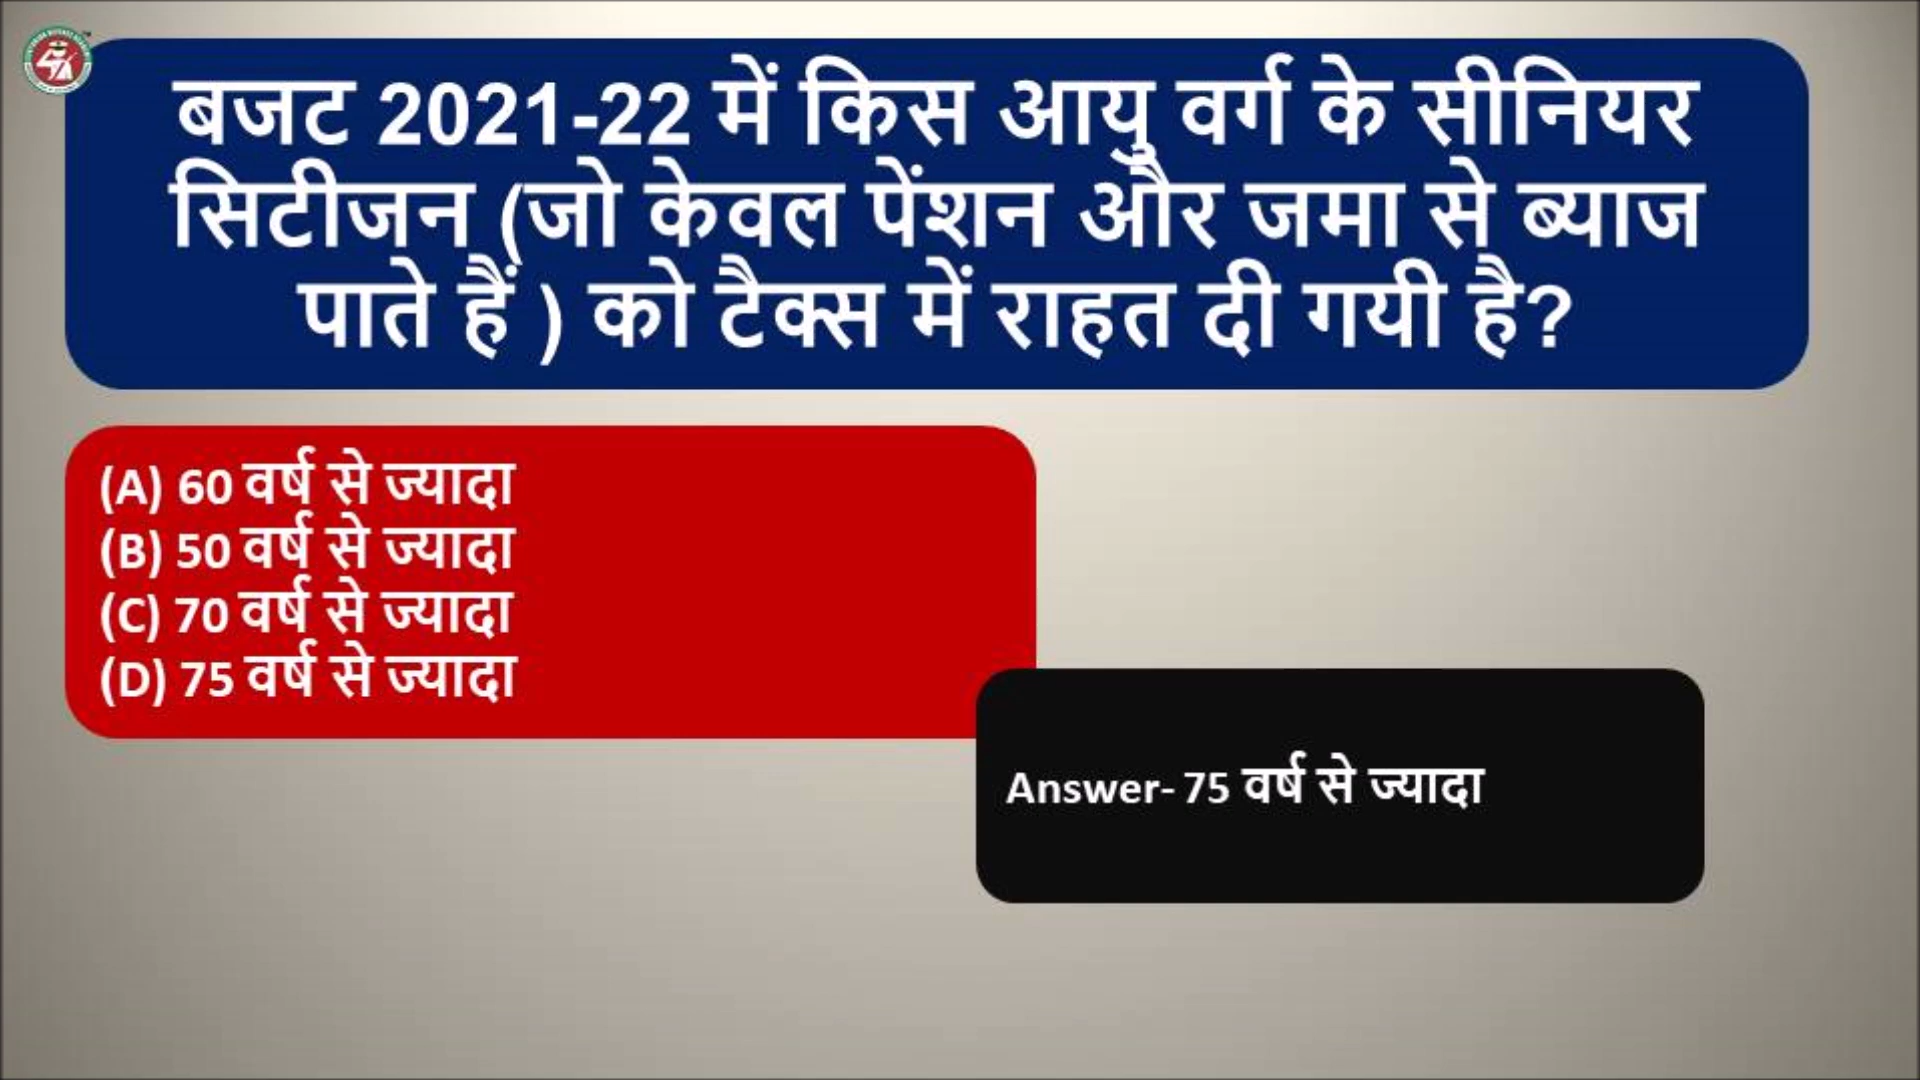 बजट 2021-22 में किस आयु वर्ग के सीनियर
सिटीजन (जो केवल पेंशन और जमा से ब्याज
पाते हैं ) को टैक्स में राहत दी गयी है?
(A) 60 वर्ष से ज्यादा
(B) 50 वर्ष से ज्यादा
(C) 70 वर्ष से ज्यादा
(D) 75 वर्ष से ज्यादा
Answer- 75 वर्ष से ज्यादा